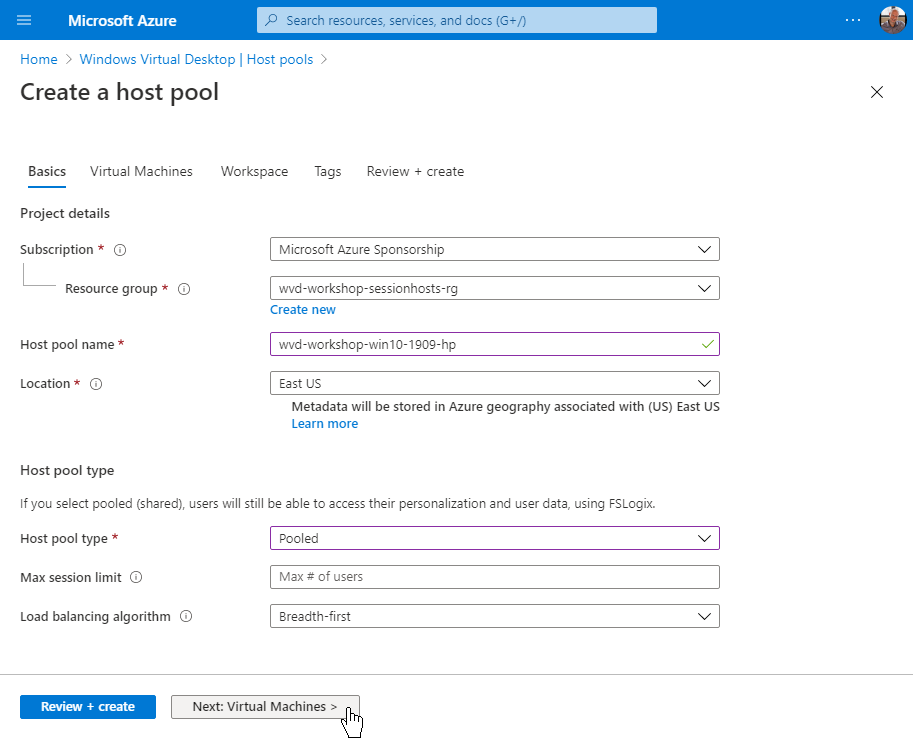 Microsoft Azure
Search resources, services, and docs (G+/)
Home > Windows Virtual Desktop | Host pools >
Create a host pool
Basics Virtual Machines Workspace Tags Review + create
Project details
Subscription * Microsoft Azure Sponsorship
Resource group * wvd-workshop-sessionhosts-rg
Create new
Host pool name * wvd-workshop-win10-1909-hp
Location * East US
Metadata will be stored in Azure geography associated with (US) East US
Learn more
Host pool type
If you select pooled (shared), users will still be able to access their personalization and user data, using FSLogix.
Host pool type * Pooled
Max session limit Max # of users
Load balancing algorithm Breadth-first
Review + create Next: Virtual Machines >